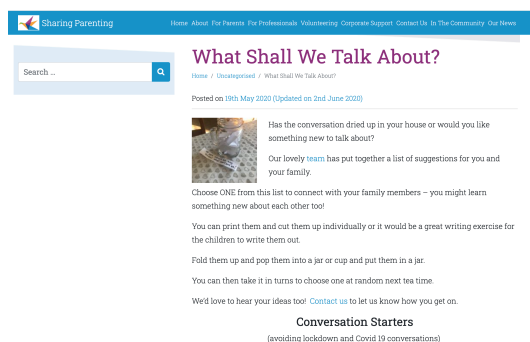 Sharing Parenting
Home About For Parents For Professionals Volunteering Corporate Support Contact Us In The Community Our News
Search …
What Shall We Talk About?
Home / Uncategorised / What Shall We Talk About?
Posted on 19th May 2020 (Updated on 2nd June 2020)
Has the conversation dried up in your house or would you like
something new to talk about?
Our lovely team has put together a list of suggestions for you and
your family.
Choose ONE from this list to connect with your family members – you might learn
something new about each other too!
You can print them and cut them up individually or it would be a great writing exercise for
the children to write them out.
Fold them up and pop them into a jar or cup and put them in a jar.
You can then take it in turns to choose one at random next tea time.
We'd love to hear your ideas too! Contact us to let us know how you get on.
Conversation Starters
(avoiding lockdown and Covid 19 conversations)